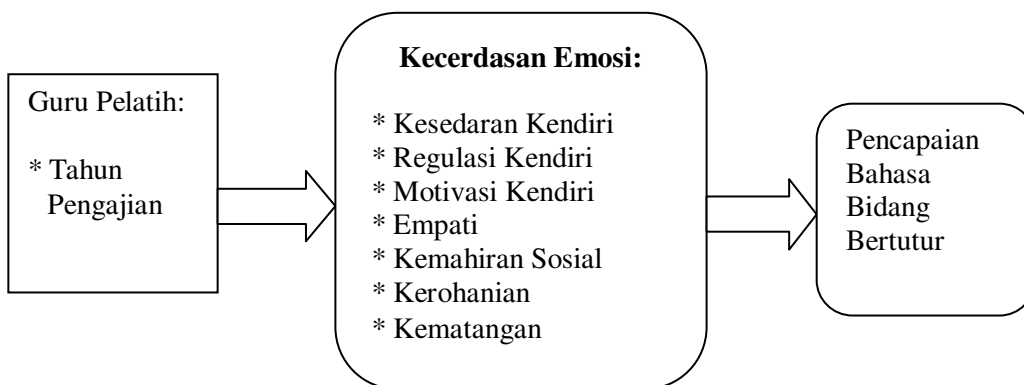 Guru Pelatih:
* Tahun
Pengajian
Kecerdasan Emosi:
* Kesedaran Kendiri
* Regulasi Kendiri
* Motivasi Kendiri
* Empati
* Kemahiran Sosial
* Kerohanian
* Kematangan
Pencapaian
Bahasa
Bidang
Bertutur